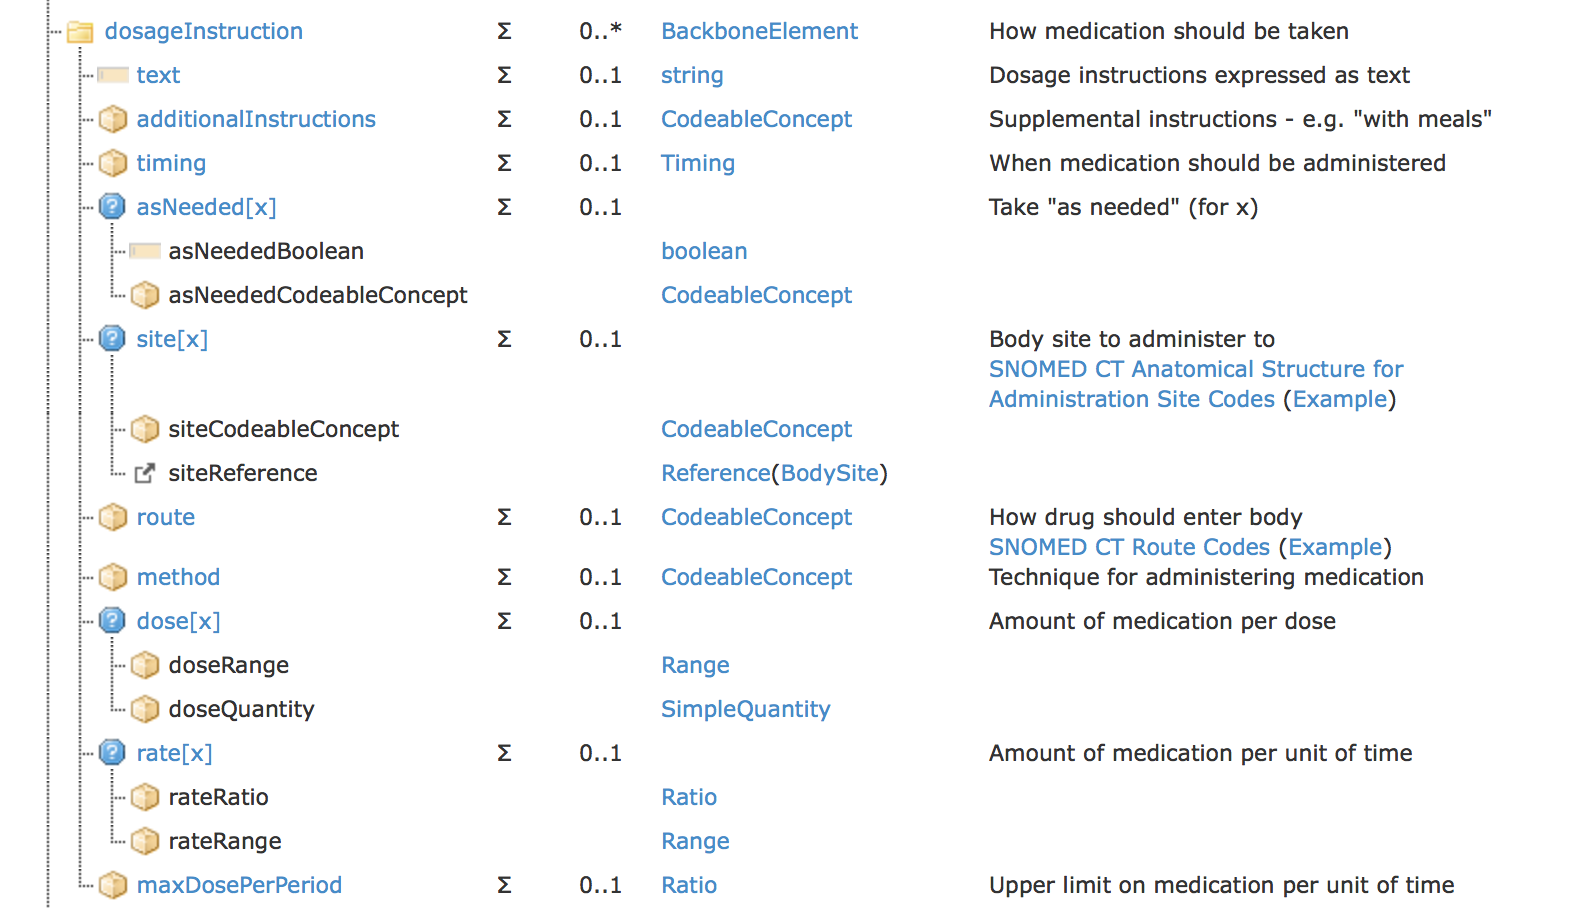 dosageInstruction Σ 0..* BackboneElement How medication should be taken
text Σ 0..1 string Dosage instructions expressed as text
additionalInstructions Σ 0..1 CodeableConcept Supplemental instructions - e.g. "with meals"
timing Σ 0..1 Timing When medication should be administered
? asNeeded[x] Σ 0..1 Take "as needed" (for x)
asNeededBoolean boolean
asNeededCodeableConcept CodeableConcept
? site[x] Σ 0..1 Body site to administer to
SNOMED CT Anatomical Structure for
Administration Site Codes (Example)
siteCodeableConcept CodeableConcept
siteReference Reference(BodySite)
route Σ 0..1 CodeableConcept How drug should enter body
SNOMED CT Route Codes (Example)
method Σ 0..1 CodeableConcept Technique for administering medication
? dose[x] Σ 0..1 Amount of medication per dose
doseRange Range
doseQuantity SimpleQuantity
? rate[x] Σ 0..1 Amount of medication per unit of time
rateRatio Ratio
rateRange Range
maxDosePerPeriod Σ 0..1 Ratio Upper limit on medication per unit of time